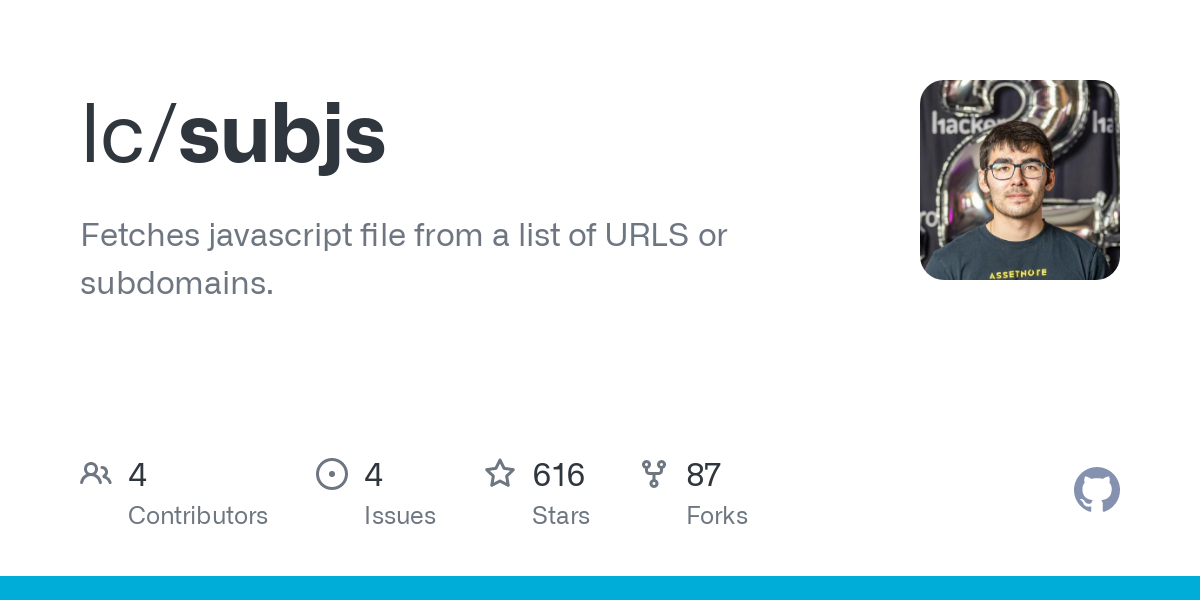 lc/subjs
Fetches javascript file from a list of URLS or
subdomains.
hacker
ha
ASSETNOTE
4
Contributors
4
Issues
616
Stars
87
Forks